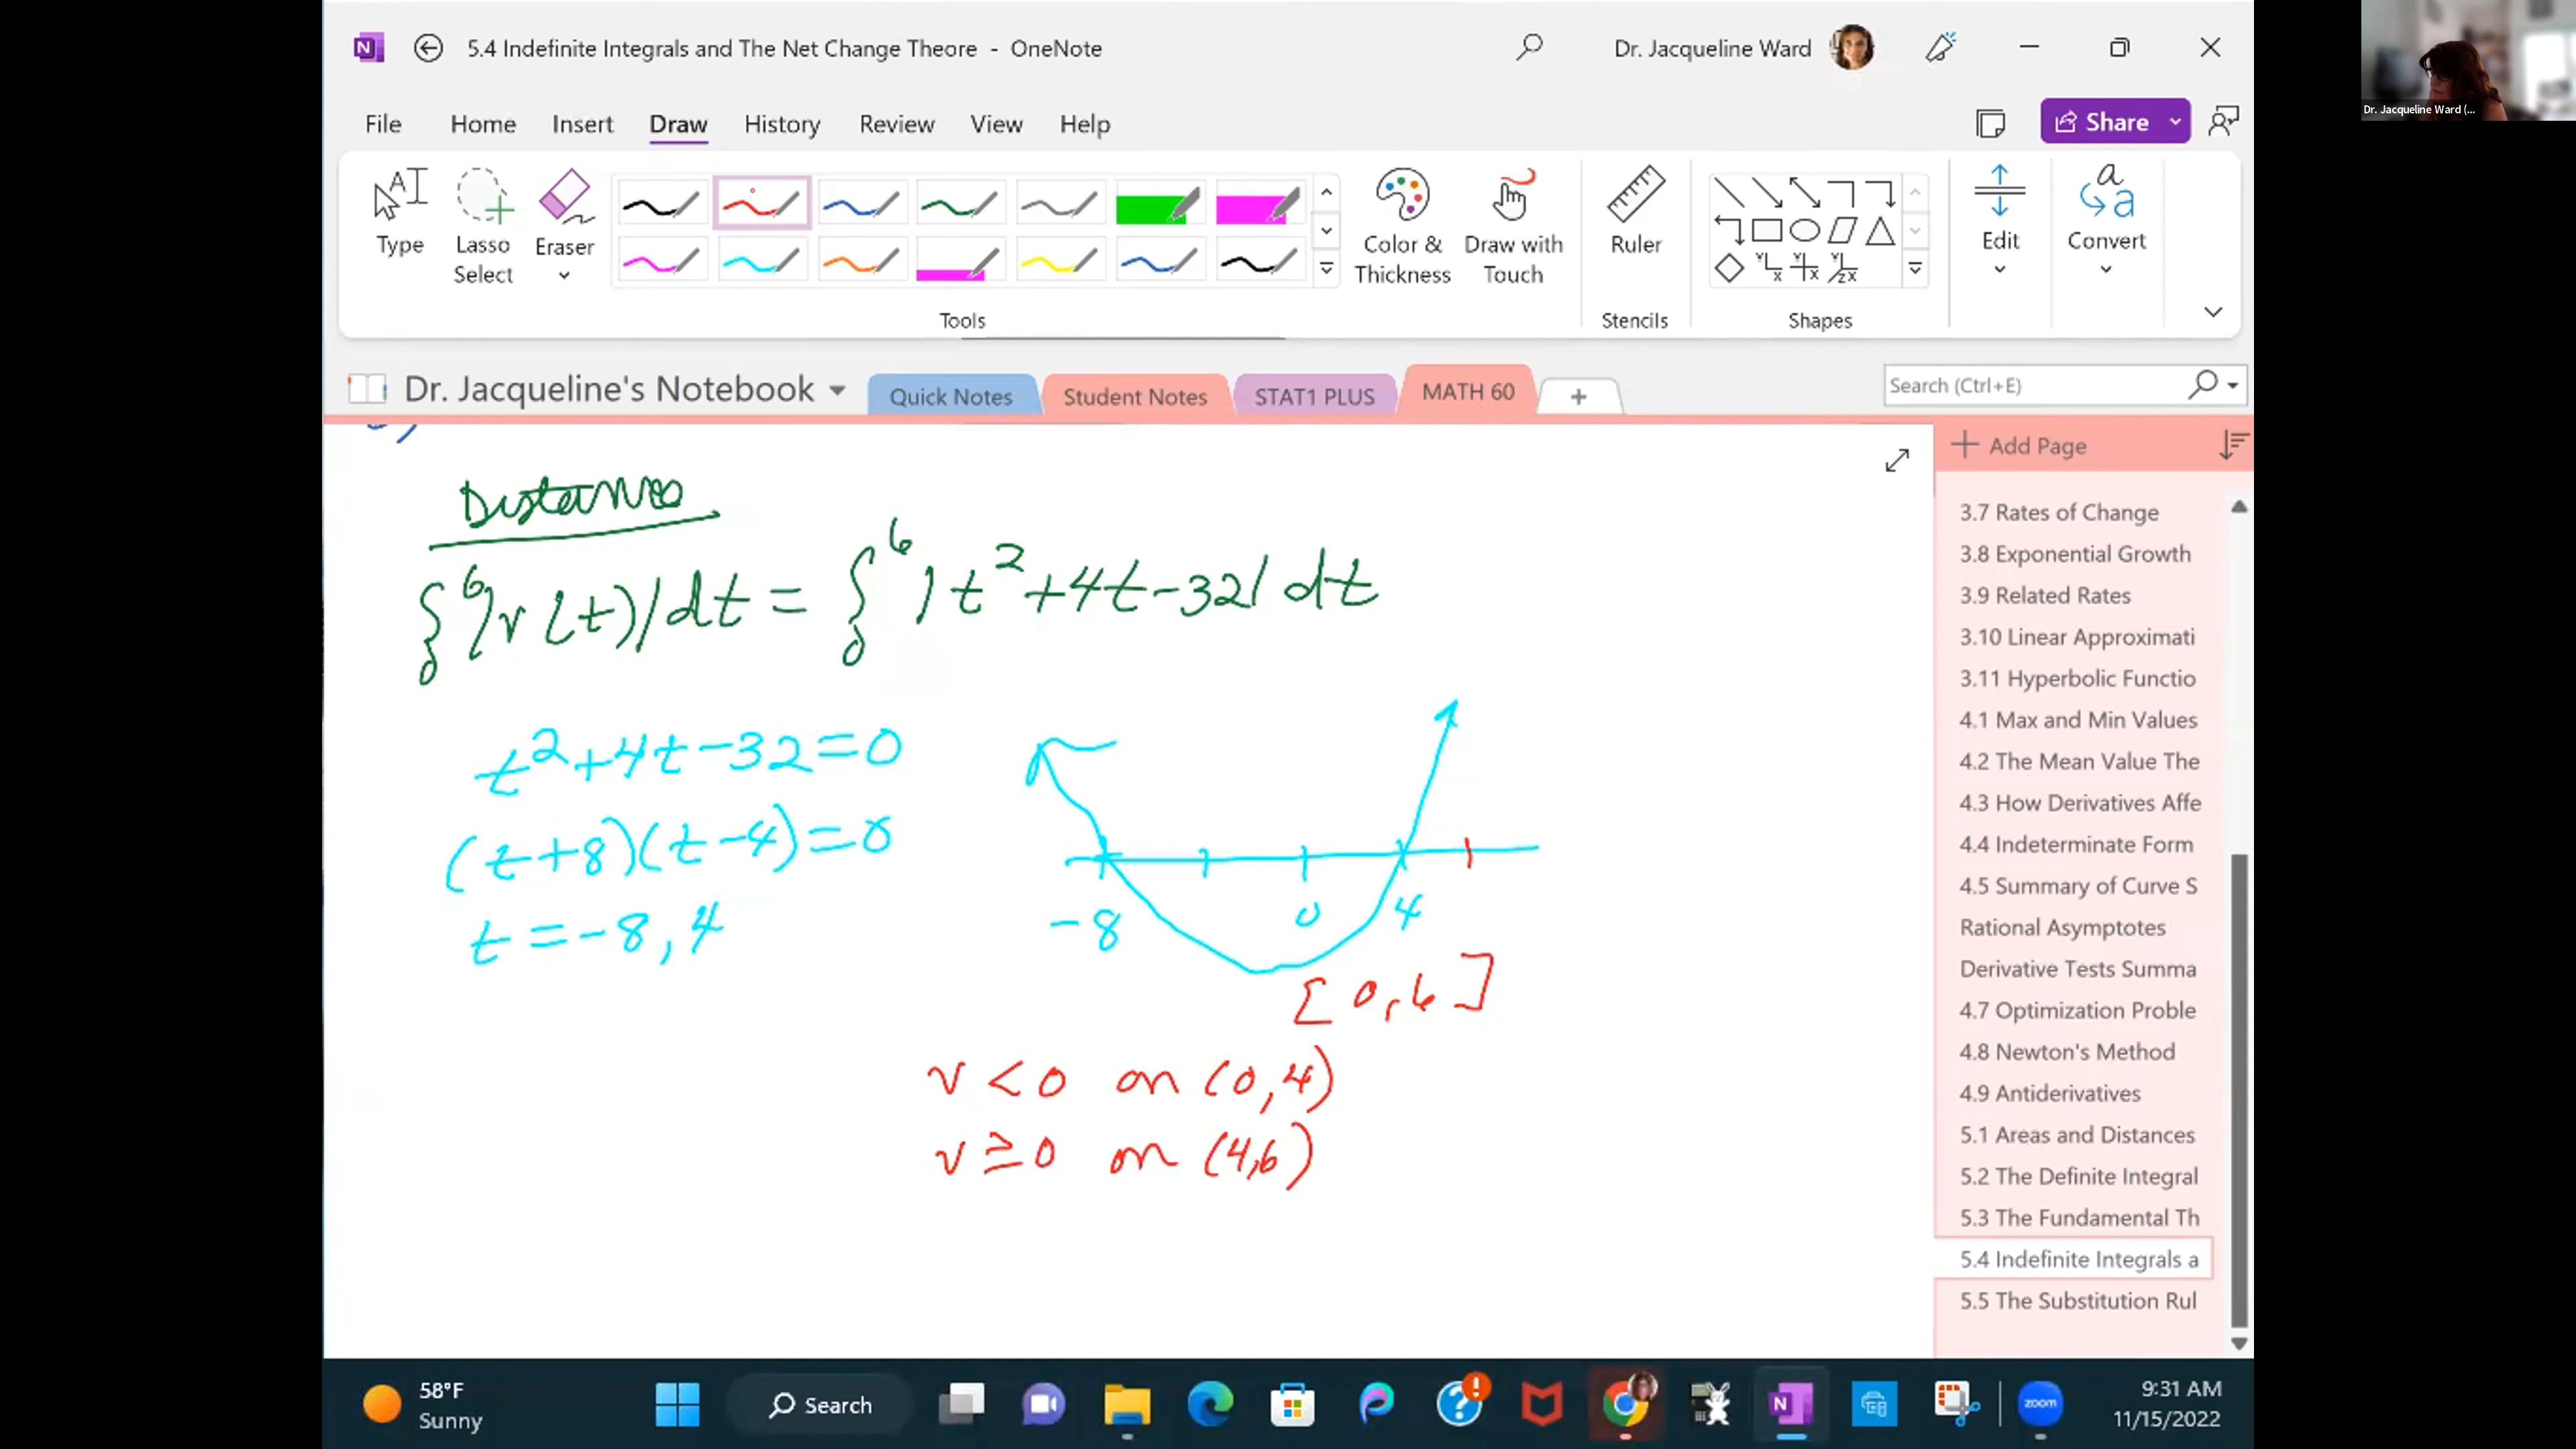 5.4 Indefinite Integrals and The Net Change Theore - OneNote
Dr. Jacqueline Ward
Dr. Jacqueline Ward (...
File Home Insert Draw History Review View Help
Share
Type
Lasso Select
Eraser
Color & Thickness
Draw with Touch
Ruler
Edit
Convert
Tools
Stencils
Shapes
Dr. Jacqueline's Notebook
Quick Notes
Student Notes
STAT1 PLUS
MATH 60
Search (Ctrl+E)
Add Page
Distance
∫₀⁶ |v(t)| dt = ∫₀⁶ |t² + 4t - 32| dt
t² + 4t - 32 = 0
(t + 8)(t - 4) = 0
t = -8, 4
-8 0 4
[0, 6]
v < 0 on (0, 4)
v ≥ 0 on (4, 6)
3.7 Rates of Change
3.8 Exponential Growth
3.9 Related Rates
3.10 Linear Approximati
3.11 Hyperbolic Functio
4.1 Max and Min Values
4.2 The Mean Value The
4.3 How Derivatives Affe
4.4 Indeterminate Form
4.5 Summary of Curve S
Rational Asymptotes
Derivative Tests Summa
4.7 Optimization Proble
4.8 Newton's Method
4.9 Antiderivatives
5.1 Areas and Distances
5.2 The Definite Integral
5.3 The Fundamental Th
5.4 Indefinite Integrals a
5.5 The Substitution Rul
58°F
Sunny
Search
zoom
9:31 AM
11/15/2022